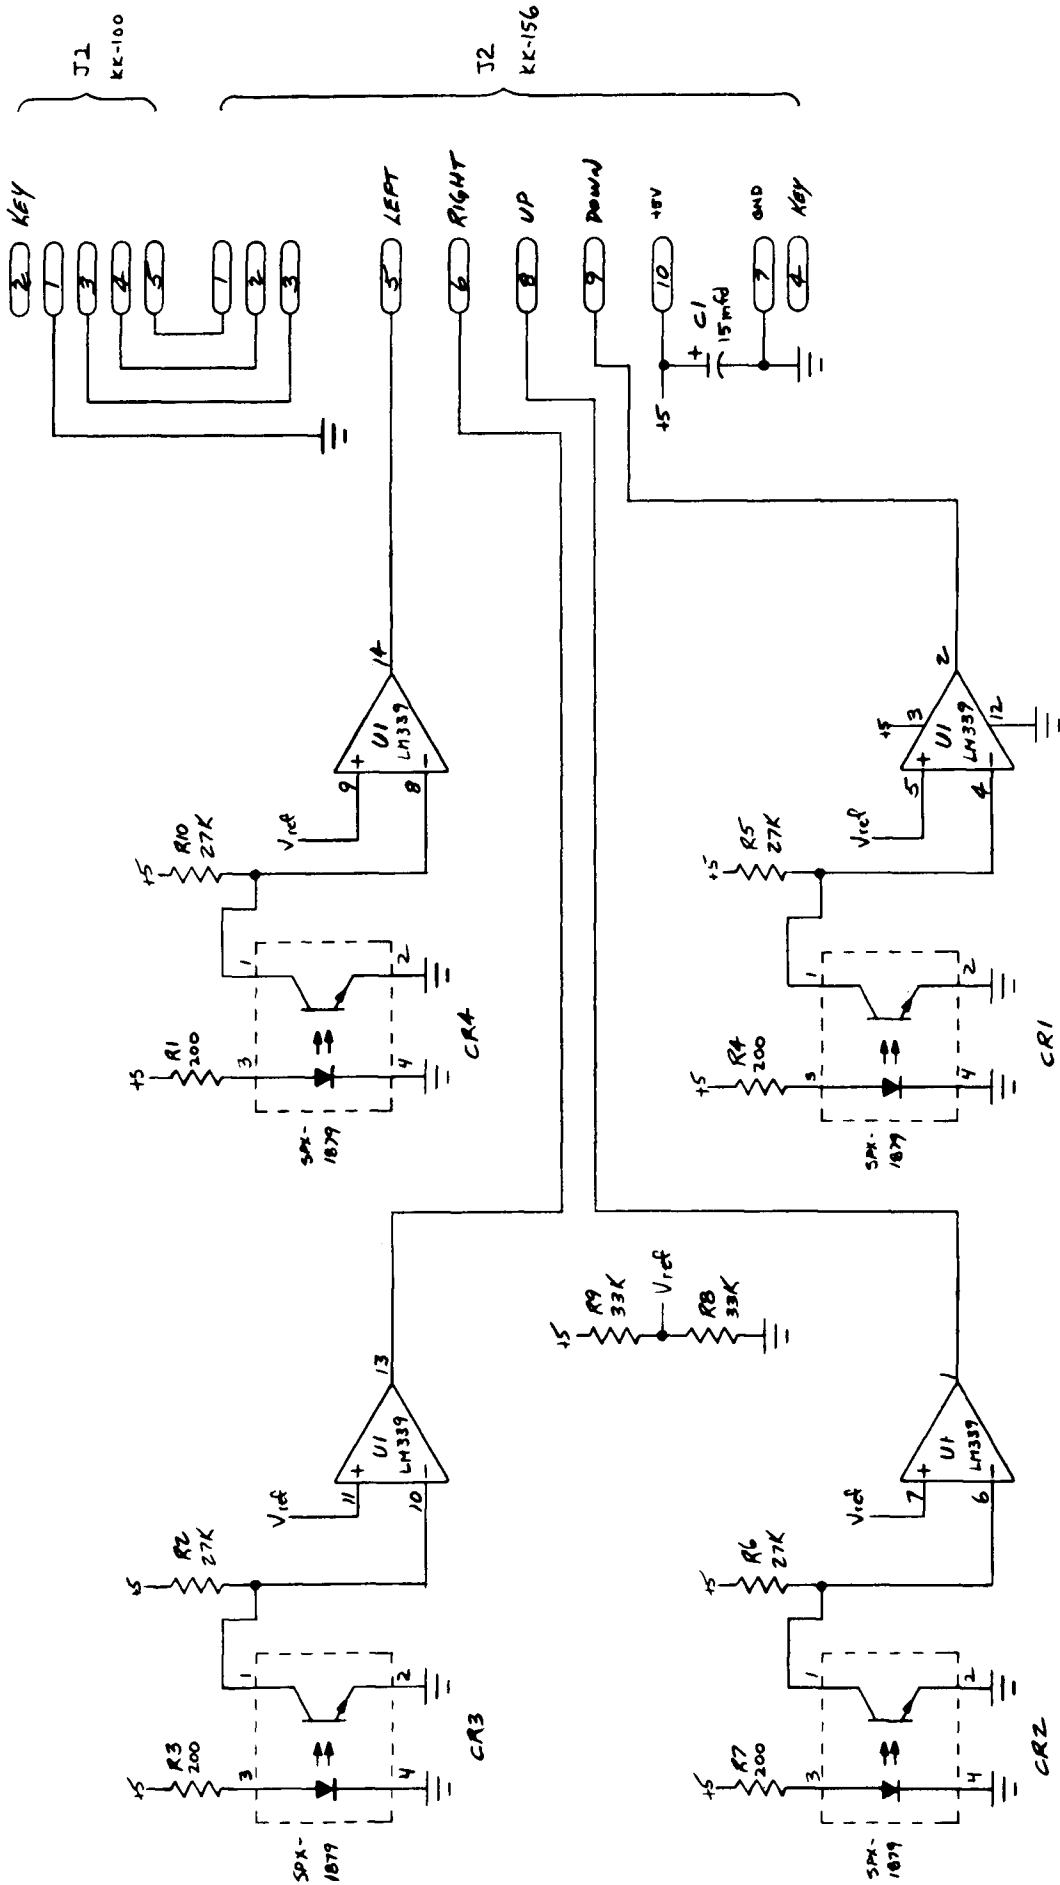 SPX-
1879
+5
R3
200
3
4
1
2
CR3
+5
R2
27K
Vref
11
+
10
-
U1
LM339
13
SPX-
1879
+5
R1
200
3
4
1
2
CR4
+5
R10
27K
Vref
9
+
8
-
U1
LM339
14
+5
R9
33K
Vref
R8
33K
SPX-
1879
+5
R7
200
3
4
1
2
CR2
+5
R6
27K
Vref
7
+
6
-
U1
LM339
1
SPX-
1879
+5
R4
200
3
4
1
2
CR1
+5
R5
27K
Vref
5
+
4
-
+5
3
U1
LM339
12
2
2 KEY
1
3
4
5
J1
KK-100
1
2
3
5 LEFT
6 RIGHT
8 UP
9 DOWN
10 +5V
+5
+ C1
15mfd
7 GND
4 KEY
J2
KK-156